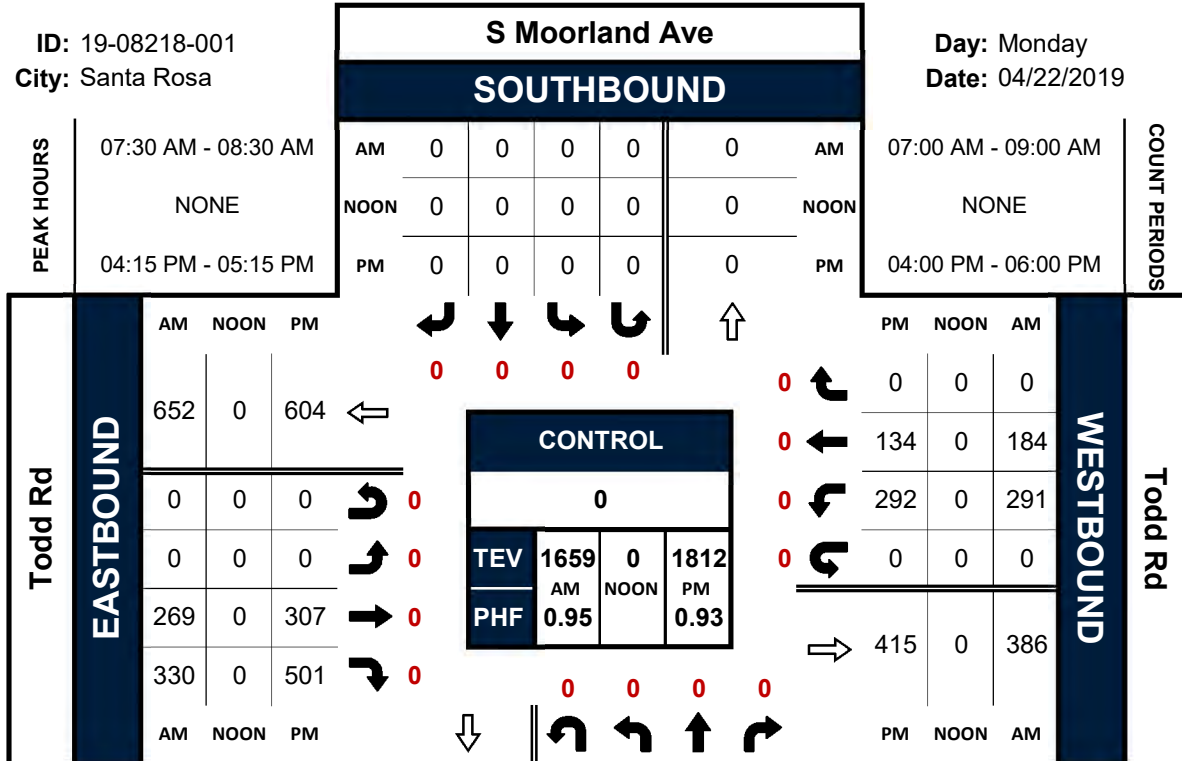 S Moorland Ave
ID: 19-08218-001
Day: Monday
City: Santa Rosa
Date: 04/22/2019
SOUTHBOUND
PEAK HOURS
07:30 AM - 08:30 AM
AM 0 0 0 0 0 AM
07:00 AM - 09:00 AM
COUNT PERIODS
NONE
NOON 0 0 0 0 0 NOON
NONE
04:15 PM - 05:15 PM
PM 0 0 0 0 0 PM
04:00 PM - 06:00 PM
0 0 0 0
Todd Rd
EASTBOUND
AM NOON PM
652 0 604
0 0 0 0
0 0 0 0
269 0 307 0
330 0 501 0
AM NOON PM
CONTROL
0
TEV 1659 0 1812
AM NOON PM
PHF 0.95 0.93
PM NOON AM
0 0 0 0
0 134 0 184
0 292 0 291
0 0 0 0
415 0 386
PM NOON AM
WESTBOUND
Todd Rd
0 0 0 0